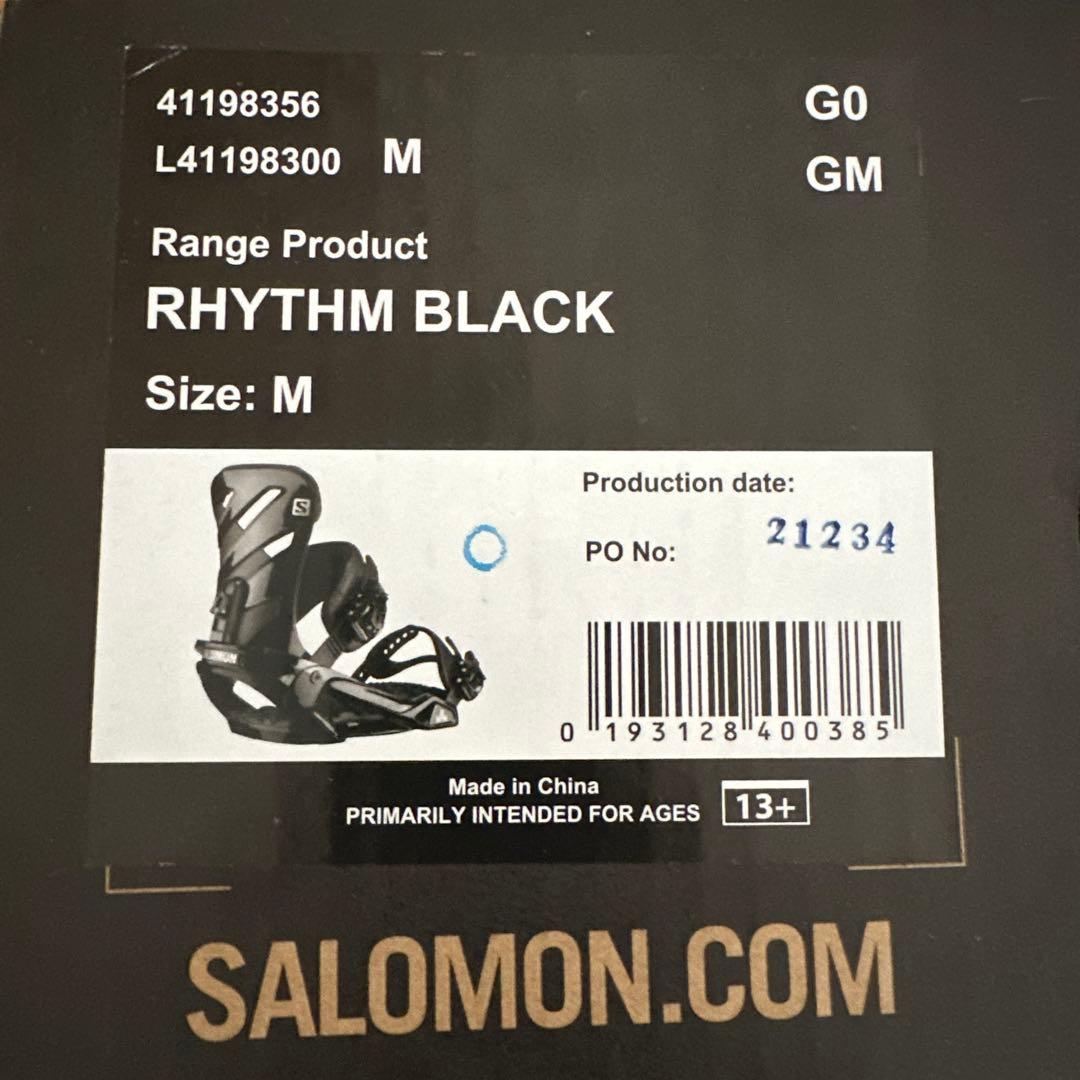 41198356
G0
L41198300 M
GM
Range Product
RHYTHM BLACK
Size: M
S
SALOMON
Production date:
21234
PO No:
0 193128 400385
Made in China
PRIMARILY INTENDED FOR AGES 13+
SALOMON.COM